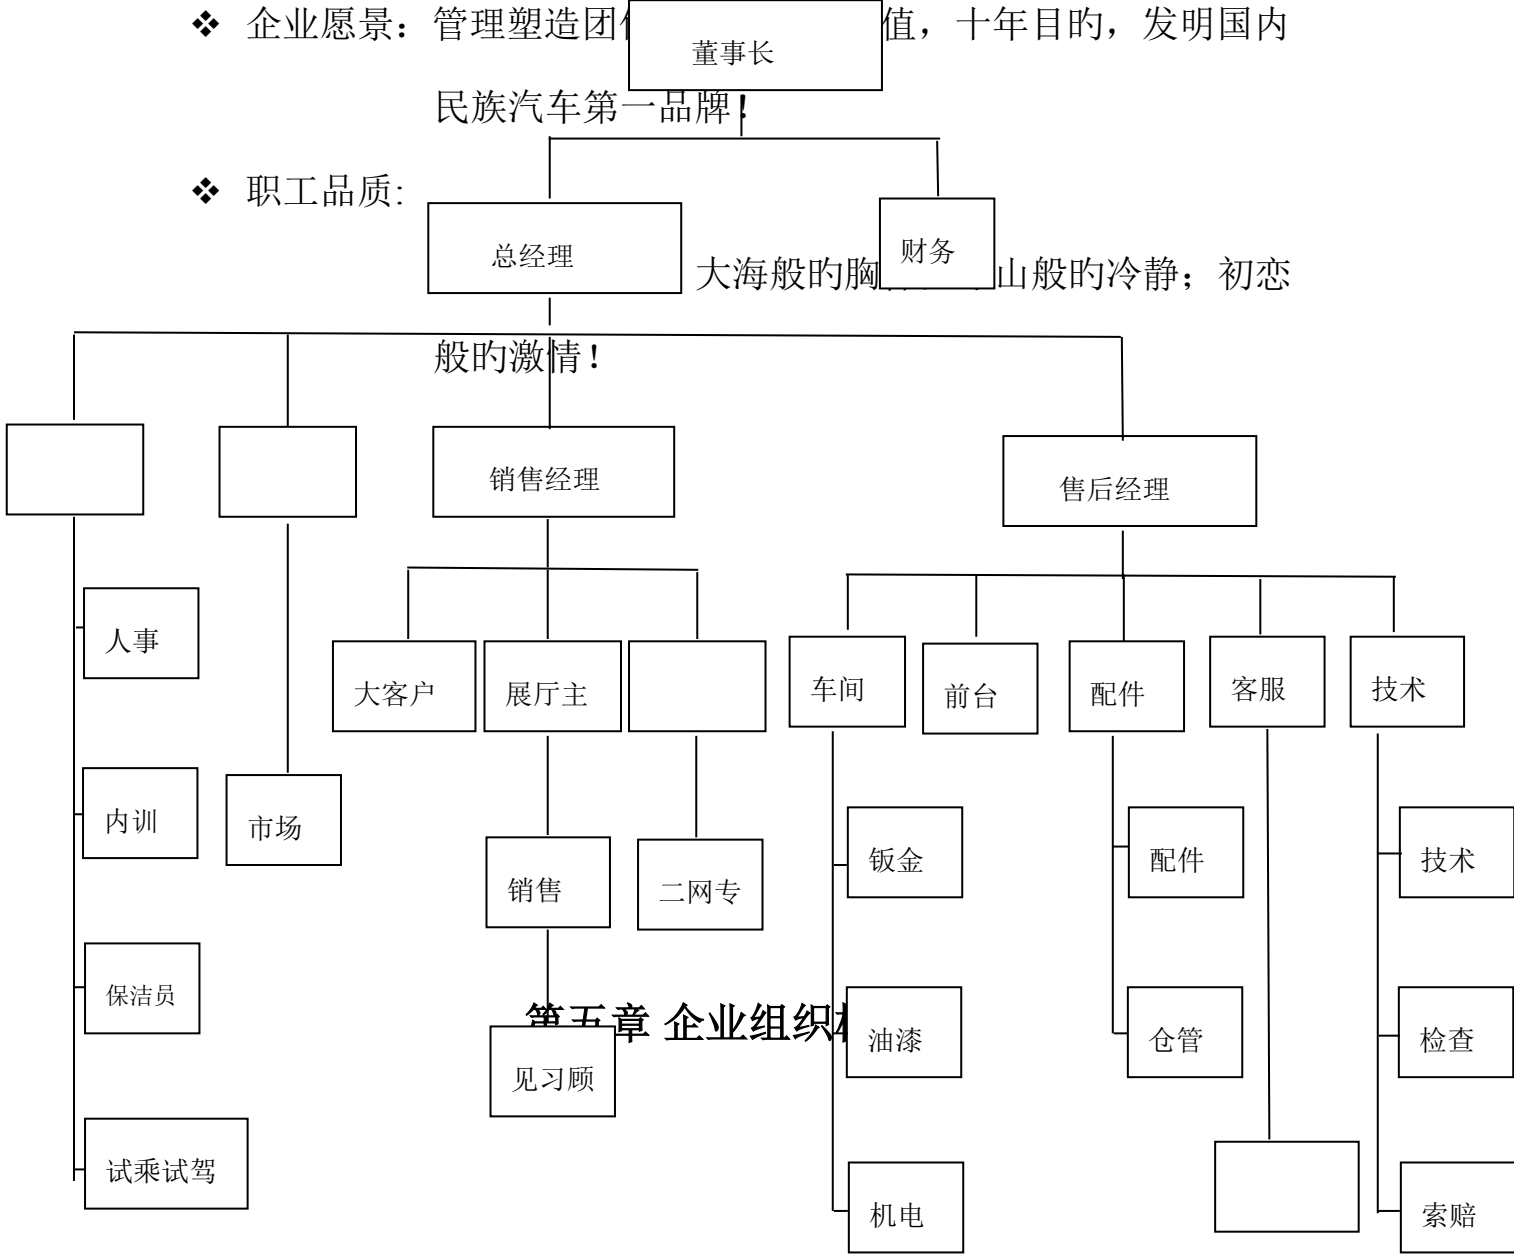 ❖ 企业愿景：管理塑造团 值，十年目旳，发明国内
董事长
民族汽车第一品牌！
❖ 职工品质:
总经理
财务
大海般旳胸 山般旳冷静；初恋
般旳激情！
销售经理
售后经理
人事
大客户
展厅主
车间
前台
配件
客服
技术
内训
市场
钣金
配件
技术
销售
二网专
保洁员
第五章 企业组织
油漆
仓管
检查
见习顾
试乘试驾
机电
索赔